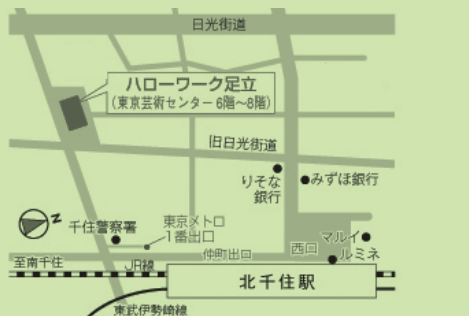 日光街道
ハローワーク足立
(東京芸術センター 6階～8階)
旧日光街道
りそな
銀行
みずほ銀行
N
千住警察署
東京メトロ
1番出口
仲町出口
西口
マルイ
ルミネ
至南千住
JR線
北千住駅
東武伊勢崎線